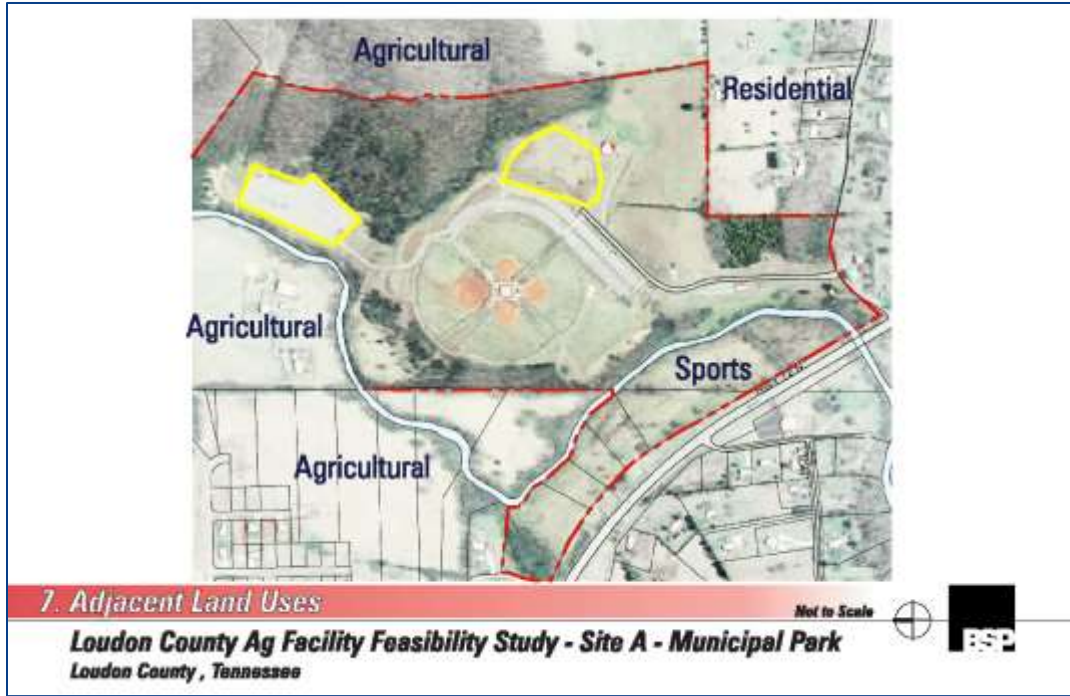 Agricultural
Residential
Agricultural
Sports
Agricultural
7. Adjacent Land Uses
Not to Scale
BSP
Loudon County Ag Facility Feasibility Study - Site A - Municipal Park
Loudon County , Tennessee